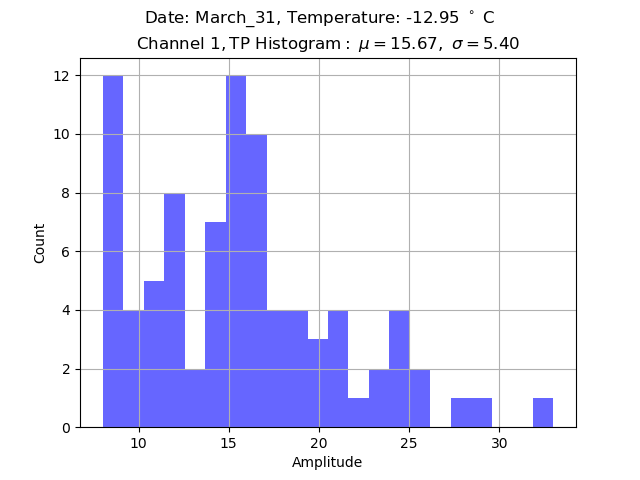 Date: March_31, Temperature: -12.95 ° C
Channel 1, TP Histogram : μ = 15.67, σ = 5.40
12
10
8
6
4
2
0
Count
10 15 20 25 30
Amplitude